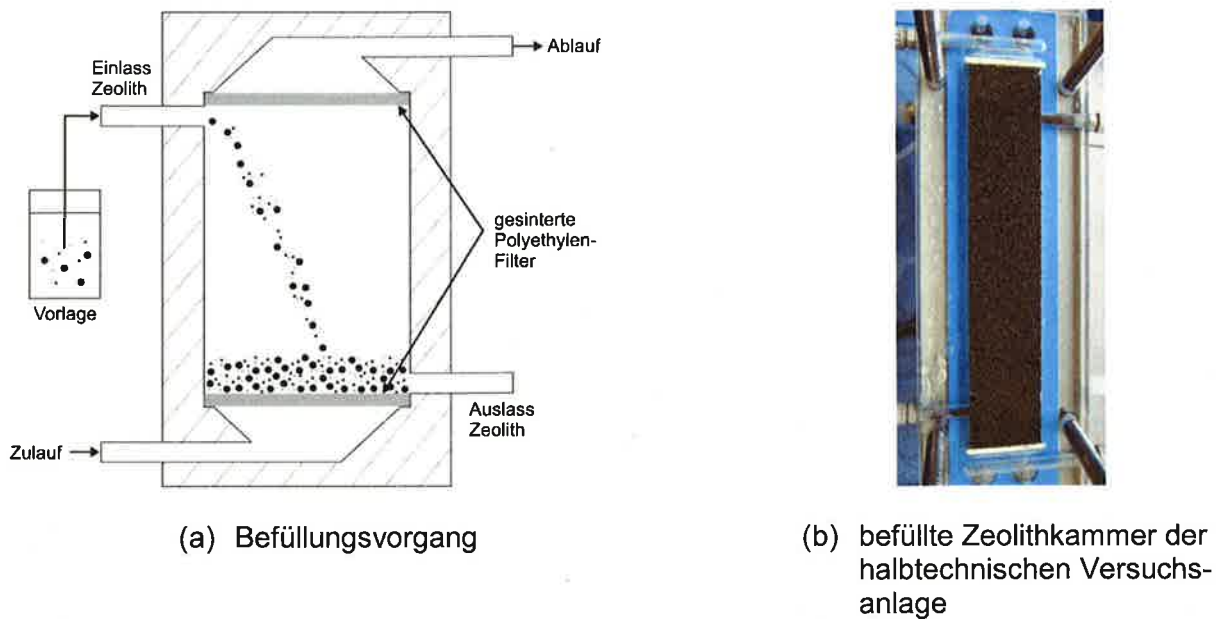 Ablauf
Einlass
Zeolith
gesinterte
Polyethylen-
Filter
Vorlage
Auslass
Zeolith
Zulauf
(a) Befüllungsvorgang
(b) befüllte Zeolithkammer der
halbtechnischen Versuchs-
anlage